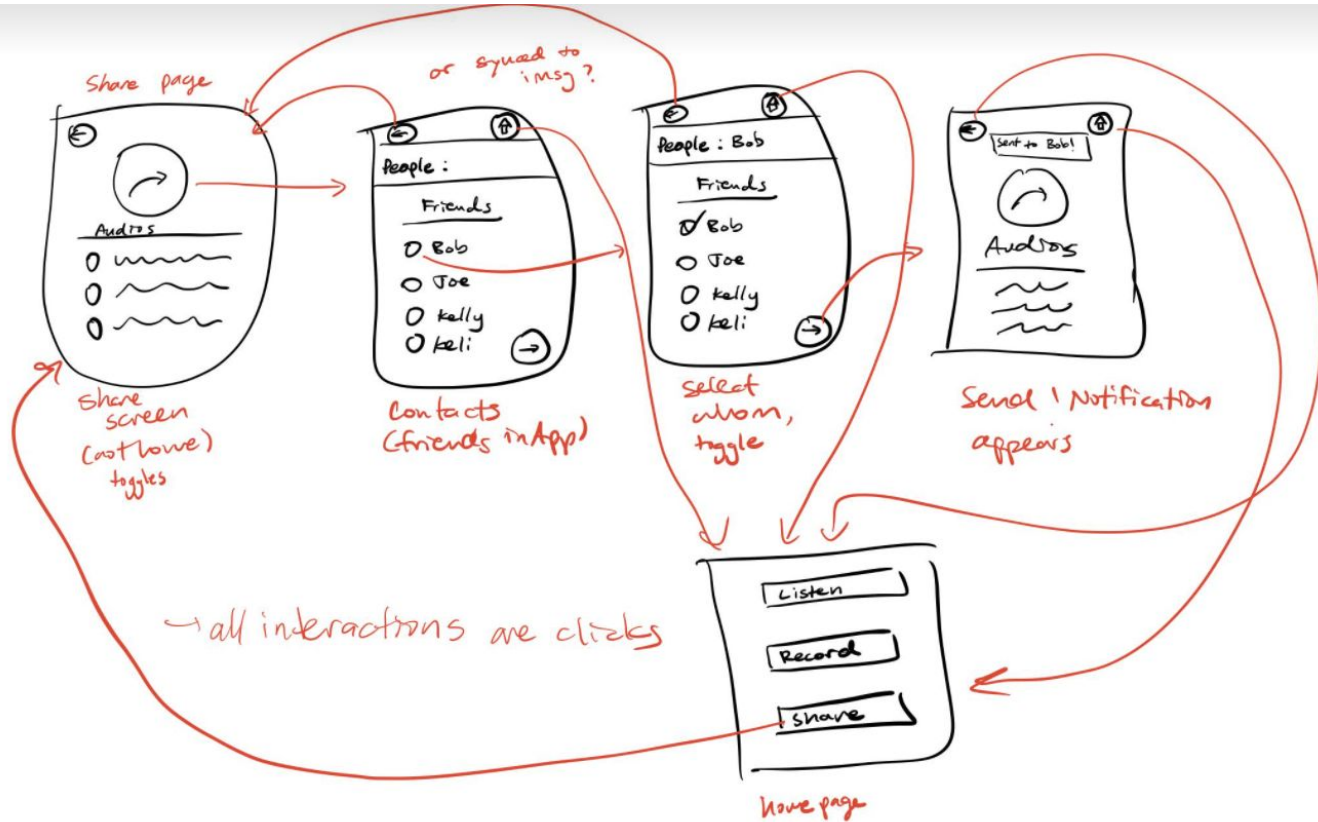 Share page
or synced to
imsg?
Audios
Share
screen
toggles
People :
Friends
Bob
Joe
Kelly
Keli
Contacts
(friends in App)
People : Bob
Friends
Bob
Joe
Kelly
Keli
select
whom,
toggle
Sent to Bob!
Audios
Send ! Notification
appears
→ all interactions are clicks
Listen
Record
Share
home page